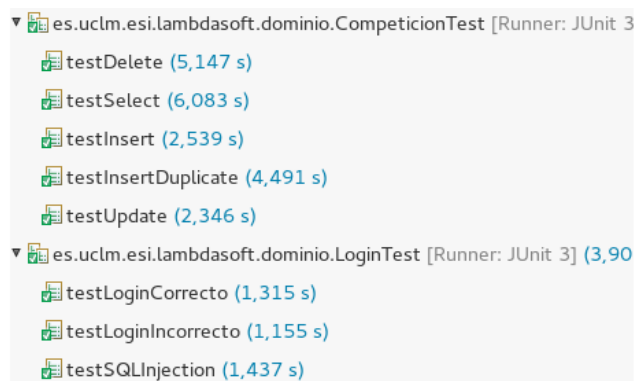 es.uclm.esi.lambdasoft.dominio.CompeticionTest [Runner: JUnit 3
testDelete (5,147 s)
testSelect (6,083 s)
testInsert (2,539 s)
testInsertDuplicate (4,491 s)
testUpdate (2,346 s)
es.uclm.esi.lambdasoft.dominio.LoginTest [Runner: JUnit 3] (3,90
testLoginCorrecto (1,315 s)
testLoginIncorrecto (1,155 s)
testSQLInjection (1,437 s)